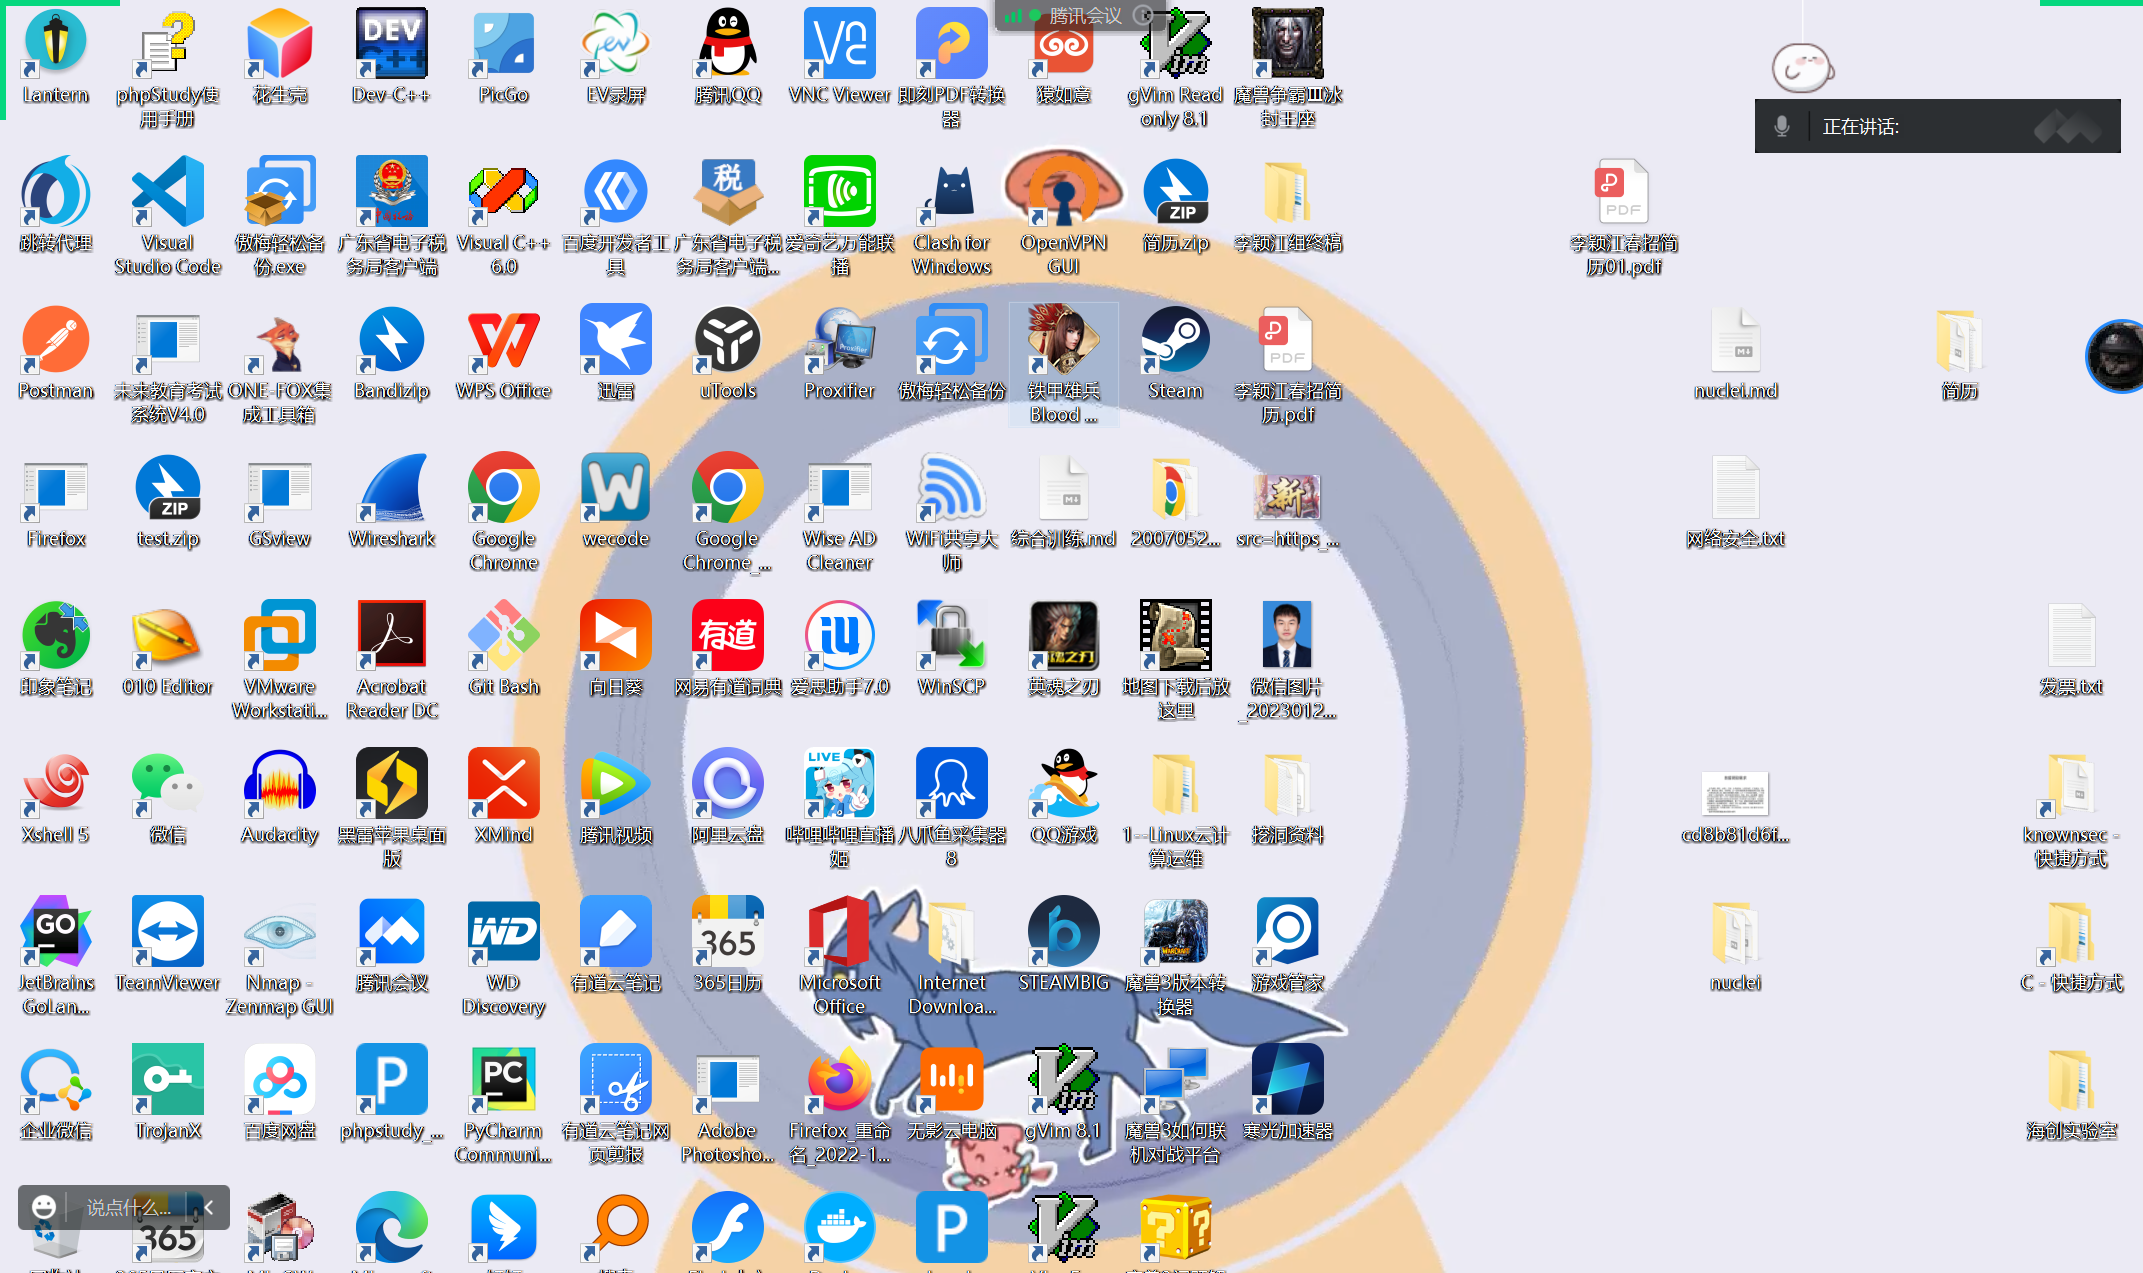 腾讯会议
正在讲话:
Lantern
phpStudy使
用手册
花生壳
Dev-C++
PicGo
EV录屏
腾讯QQ
VNC Viewer
即刻PDF转换
器
猿如意
gVim Read
only 8.1
魔兽争霸III冰
封王座
跳转代理
Visual
Studio Code
傲梅轻松备
份.exe
广东省电子税
务局客户端
Visual C++
6.0
百度开发者工
具
广东省电子税
务局客户端...
爱奇艺万能联
播
Clash for
Windows
OpenVPN
GUI
简历.zip
李颖江组终稿
李颖江春招简
历01.pdf
Postman
未来教育考试
系统V4.0
ONE-FOX集
成工具箱
Bandizip
WPS Office
迅雷
uTools
Proxifier
傲梅轻松备份
铁甲雄兵
Blood ...
Steam
李颖江春招简
历.pdf
nuclei.md
简历
Firefox
test.zip
GSview
Wireshark
Google
Chrome
wecode
Google
Chrome_...
Wise AD
Cleaner
WiFi共享大
师
综合训练.md
2007052...
src=https_...
网络安全.txt
印象笔记
010 Editor
VMware
Workstati...
Acrobat
Reader DC
Git Bash
向日葵
网易有道词典
爱思助手7.0
WinSCP
英魂之刃
地图下载后放
这里
微信图片
_2023012...
发票.txt
Xshell 5
微信
Audacity
黑雷苹果桌面
版
XMind
腾讯视频
阿里云盘
哔哩哔哩直播
姬
八爪鱼采集器
8
QQ游戏
1--Linux云计
算运维
挖洞资料
cd8b81d6f...
knownsec -
快捷方式
JetBrains
GoLan...
TeamViewer
Nmap -
Zenmap GUI
腾讯会议
WD
Discovery
有道云笔记
365日历
Microsoft
Office
Internet
Downloa...
STEAMBIG
魔兽3版本转
换器
游戏管家
nuclei
C - 快捷方式
企业微信
TrojanX
百度网盘
phpstudy_...
PyCharm
Communi...
有道云笔记网
页剪报
Adobe
Photosho...
Firefox_重命
名_2022-1...
无影云电脑
gVim 8.1
魔兽3如何联
机对战平台
寒光加速器
海创实验室
说点什么...